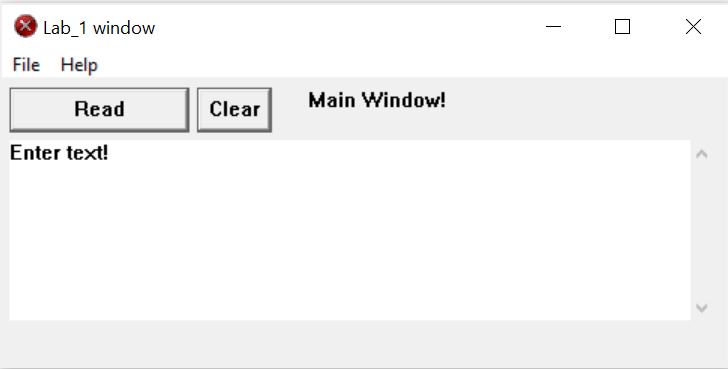 Lab_1 window
File Help
Read Clear Main Window!
Enter text!